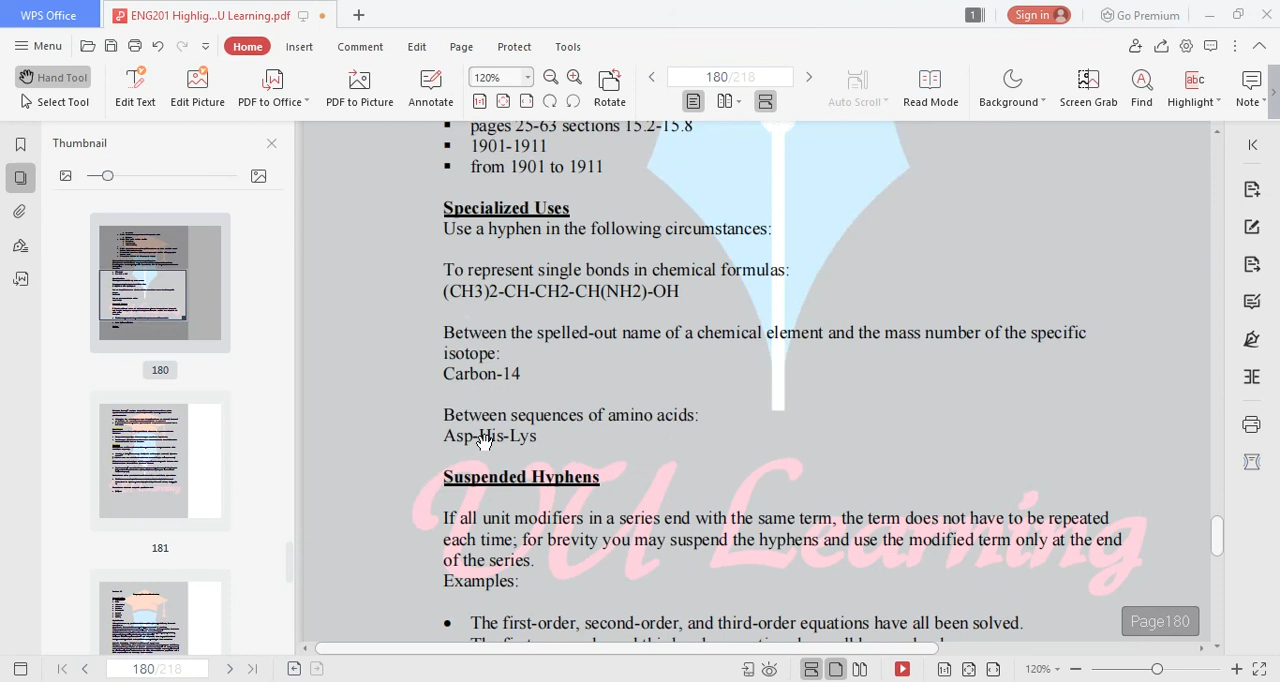 WPS Office
ENG201 Highlig...U Learning.pdf
1
Sign in
Go Premium
Menu
Home
Insert
Comment
Edit
Page
Protect
Tools
Hand Tool
Select Tool
Edit Text
Edit Picture
PDF to Office
PDF to Picture
Annotate
120%
180/218
Rotate
Auto Scroll
Read Mode
Background
Screen Grab
Find
Highlight
Note
Thumbnail
180
181
pages 25-63 sections 15.2-15.8
1901-1911
from 1901 to 1911
Specialized Uses
Use a hyphen in the following circumstances:
To represent single bonds in chemical formulas:
(CH3)2-CH-CH2-CH(NH2)-OH
Between the spelled-out name of a chemical element and the mass number of the specific
isotope:
Carbon-14
Between sequences of amino acids:
Asp-His-Lys
Suspended Hyphens
If all unit modifiers in a series end with the same term, the term does not have to be repeated
each time; for brevity you may suspend the hyphens and use the modified term only at the end
of the series.
Examples:
The first-order, second-order, and third-order equations have all been solved.
VU Learning
Page180
180/218
120%